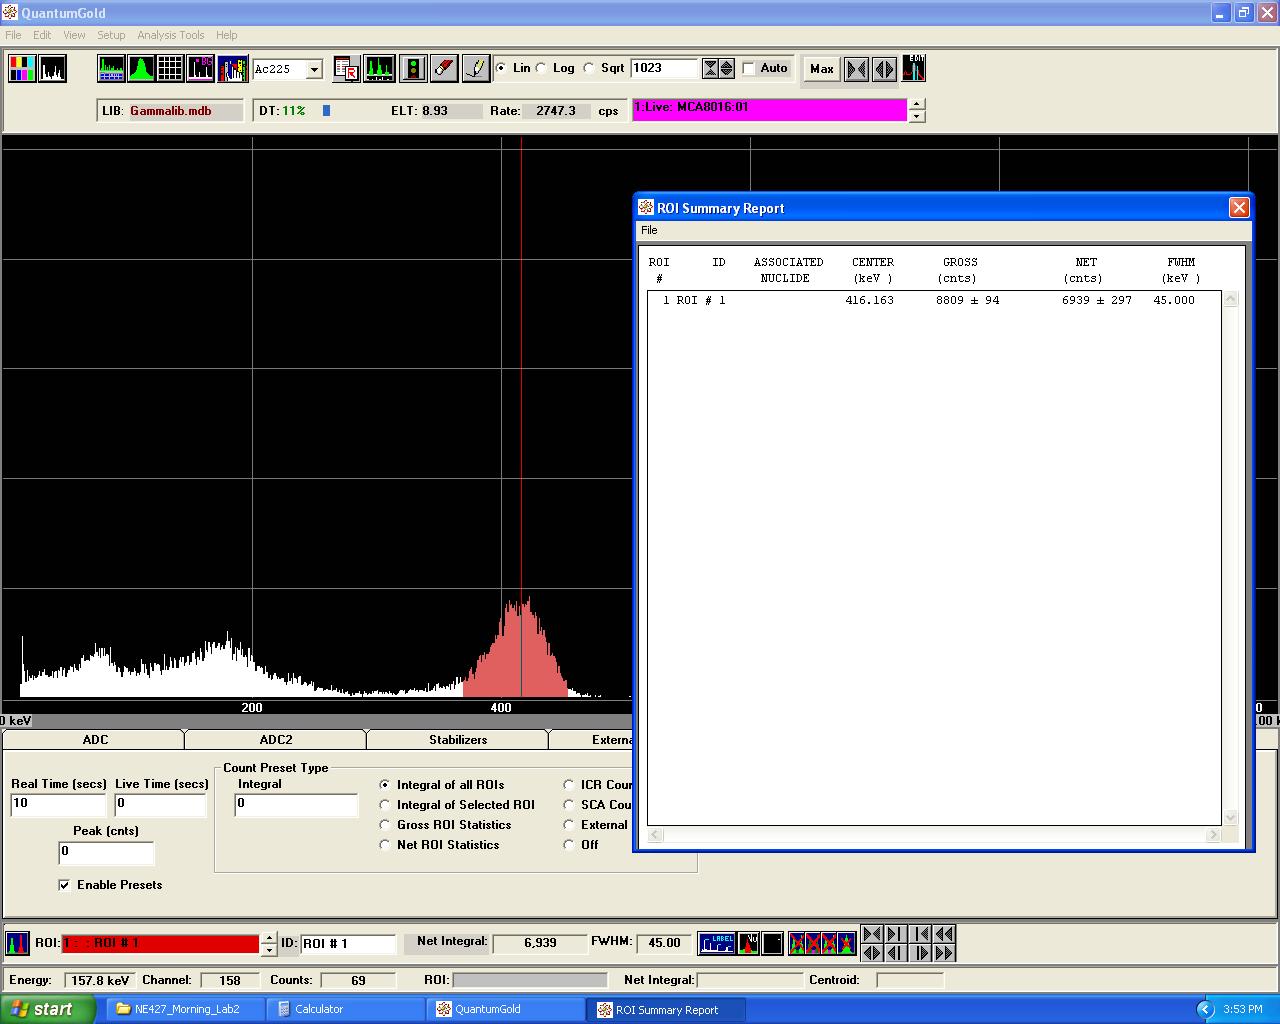 QuantumGold
File Edit View Setup Analysis Tools Help
Ac225 Lin Log Sqrt 1023 Auto Max EDIT
LIB: Gammalib.mdb DT: 11% ELT: 8.93 Rate: 2747.3 cps 1:Live: MCA8016:01
ROI Summary Report
File
ROI ID ASSOCIATED CENTER GROSS NET FWHM
# NUCLIDE (keV ) (cnts) (cnts) (keV )
1 ROI # 1 416.163 8809 ± 94 6939 ± 297 45.000
200 400
0 keV
ADC ADC2 Stabilizers Externa
Count Preset Type
Real Time (secs) Live Time (secs) Integral
10 0 0
Integral of all ROIs ICR Cour
Integral of Selected ROI SCA Cou
Gross ROI Statistics External
Net ROI Statistics Off
Peak (cnts)
0
Enable Presets
ROI: ROI # 1 ID: ROI # 1 Net Integral: 6,939 FWHM: 45.00 LABEL
Energy: 157.8 keV Channel: 158 Counts: 69 ROI: Net Integral: Centroid:
start NE427_Morning_Lab2 Calculator QuantumGold ROI Summary Report 3:53 PM